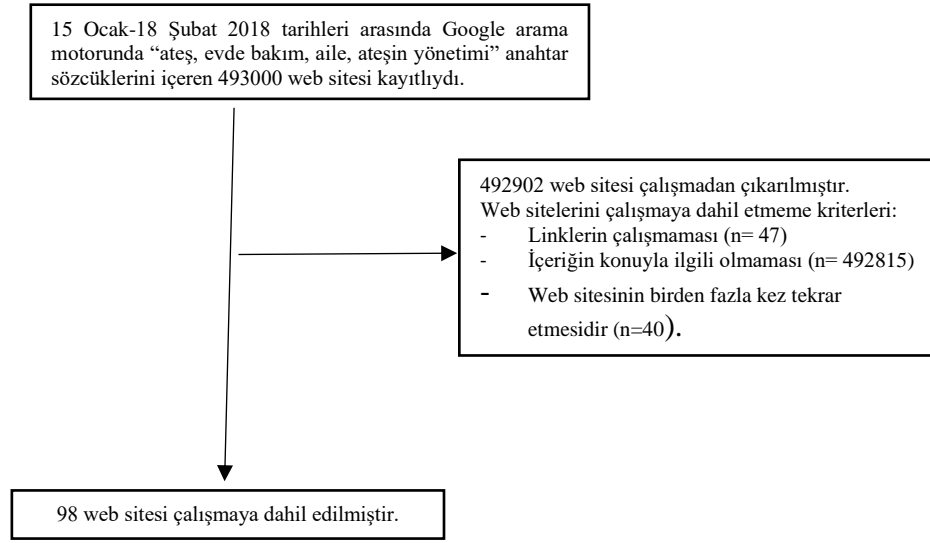 15 Ocak-18 Şubat 2018 tarihleri arasında Google arama
motorunda “ateş, evde bakım, aile, ateşin yönetimi” anahtar
sözcüklerini içeren 493000 web sitesi kayıtlıydı.
492902 web sitesi çalışmadan çıkarılmıştır.
Web sitelerini çalışmaya dahil etmeme kriterleri:
- Linklerin çalışmaması (n= 47)
- İçeriğin konuyla ilgili olmaması (n= 492815)
- Web sitesinin birden fazla kez tekrar
etmesidir (n=40).
98 web sitesi çalışmaya dahil edilmiştir.